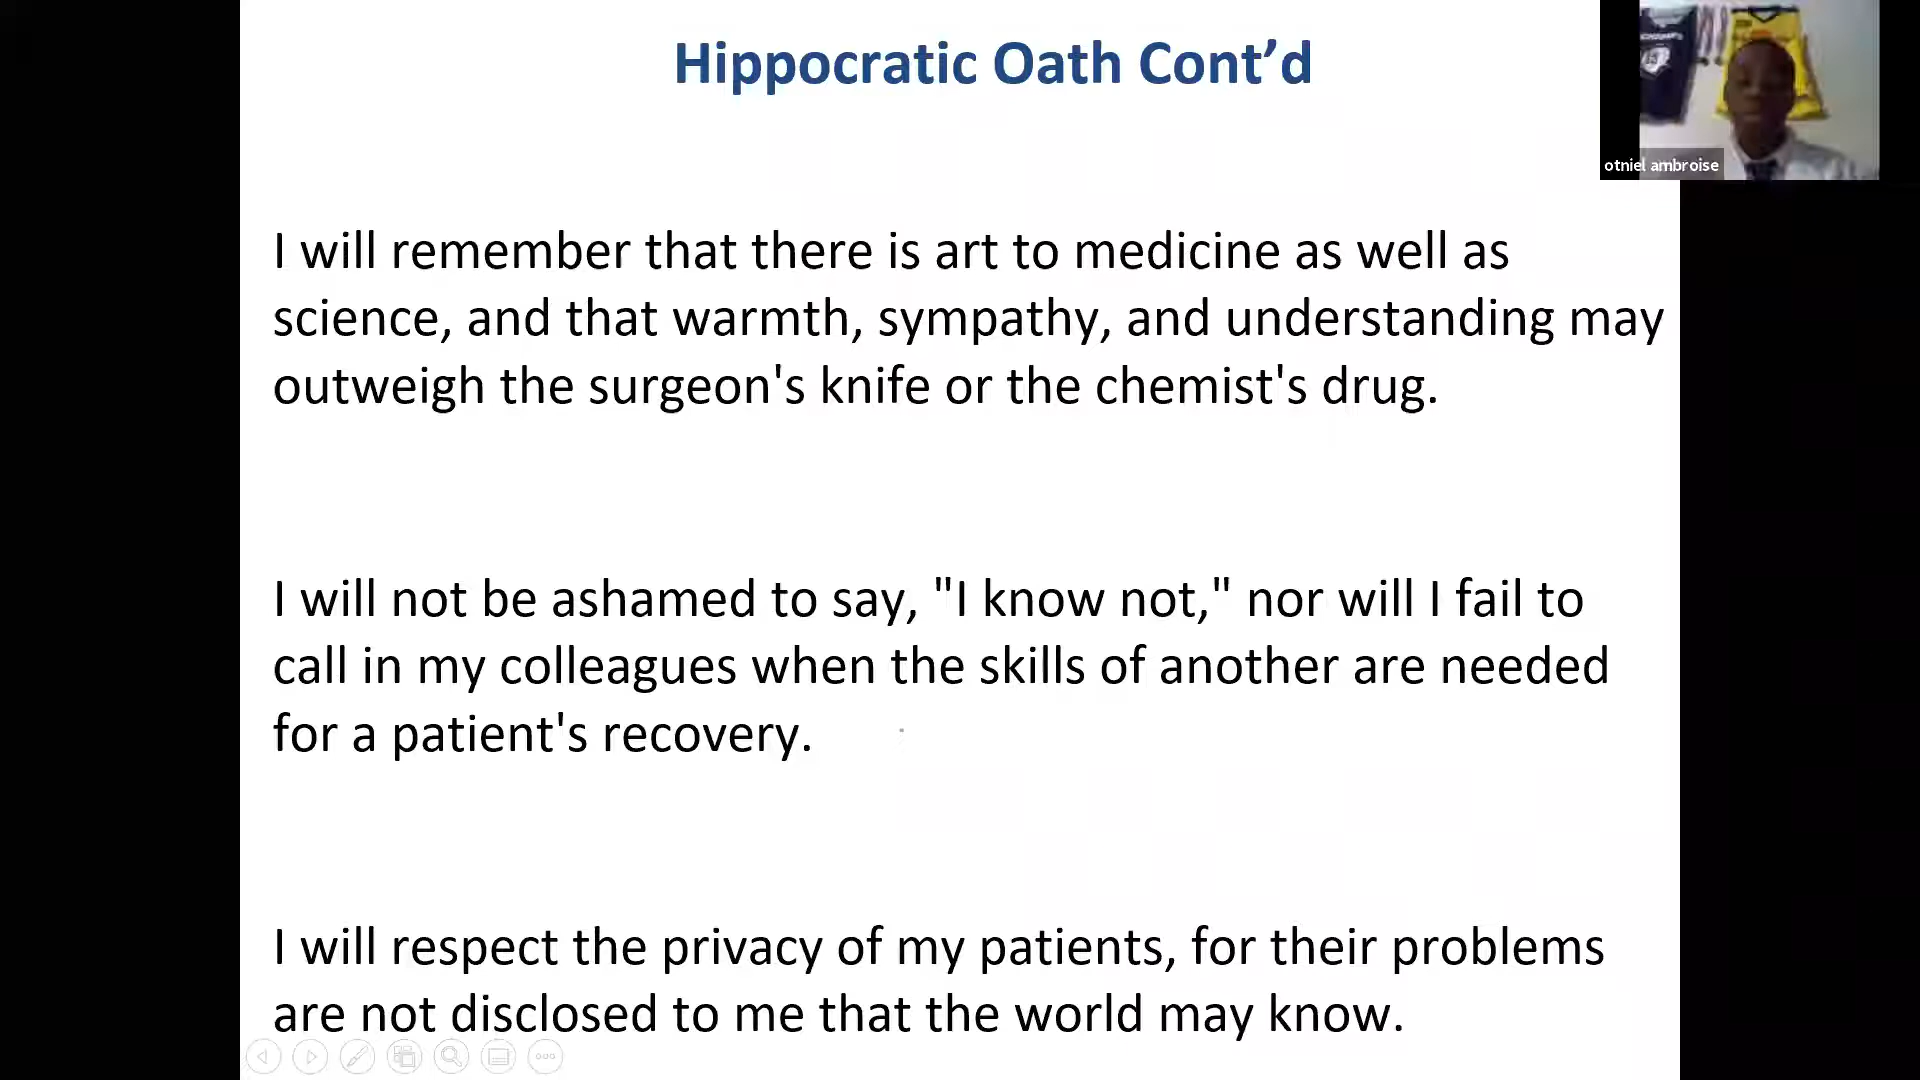 Hippocratic Oath Cont’d
otniel ambroise
I will remember that there is art to medicine as well as
science, and that warmth, sympathy, and understanding may
outweigh the surgeon's knife or the chemist's drug.
I will not be ashamed to say, "I know not," nor will I fail to
call in my colleagues when the skills of another are needed
for a patient's recovery.
I will respect the privacy of my patients, for their problems
are not disclosed to me that the world may know.